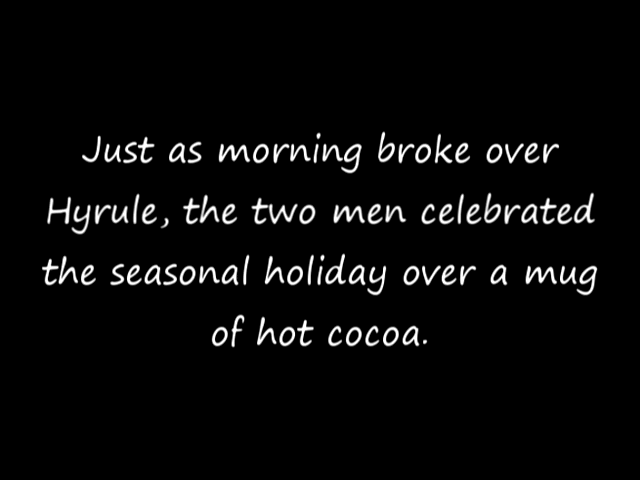 Just as morning broke over
Hyrule, the two men celebrated
the seasonal holiday over a mug
of hot cocoa.